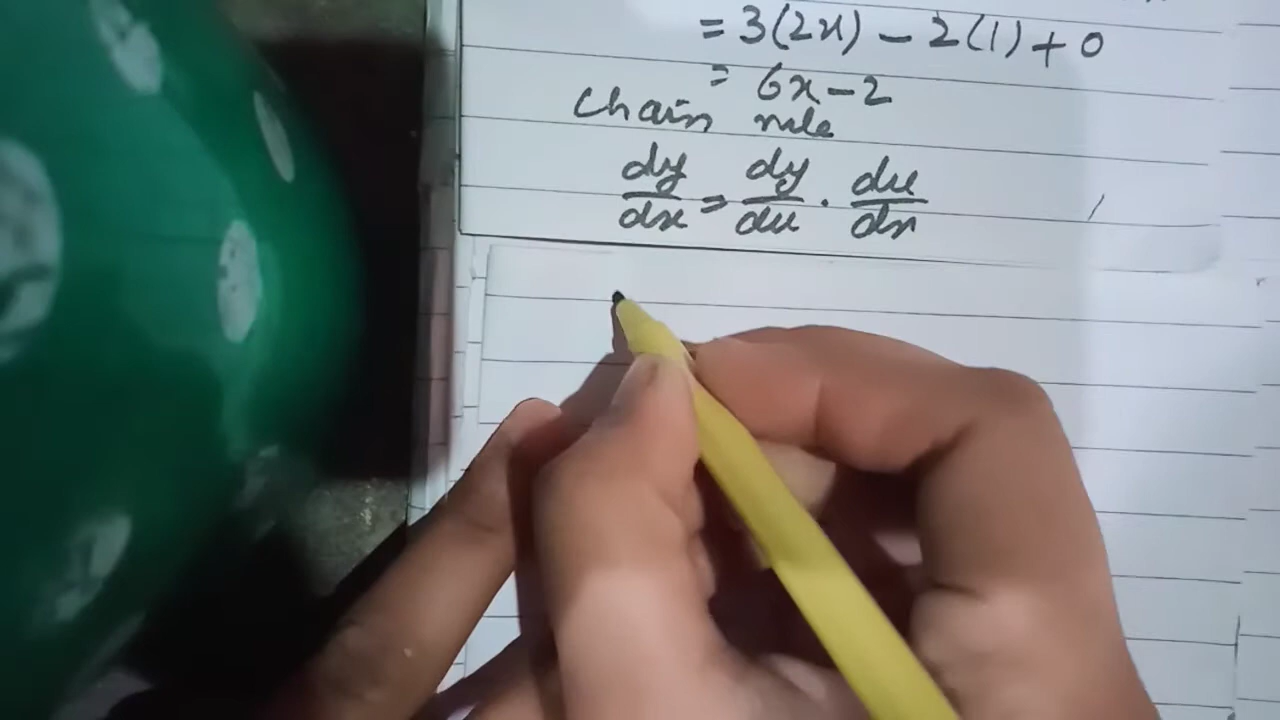 = 3(2x) - 2(1) + 0
= 6x - 2
Chain rule
dy/dx = dy/du . du/dx